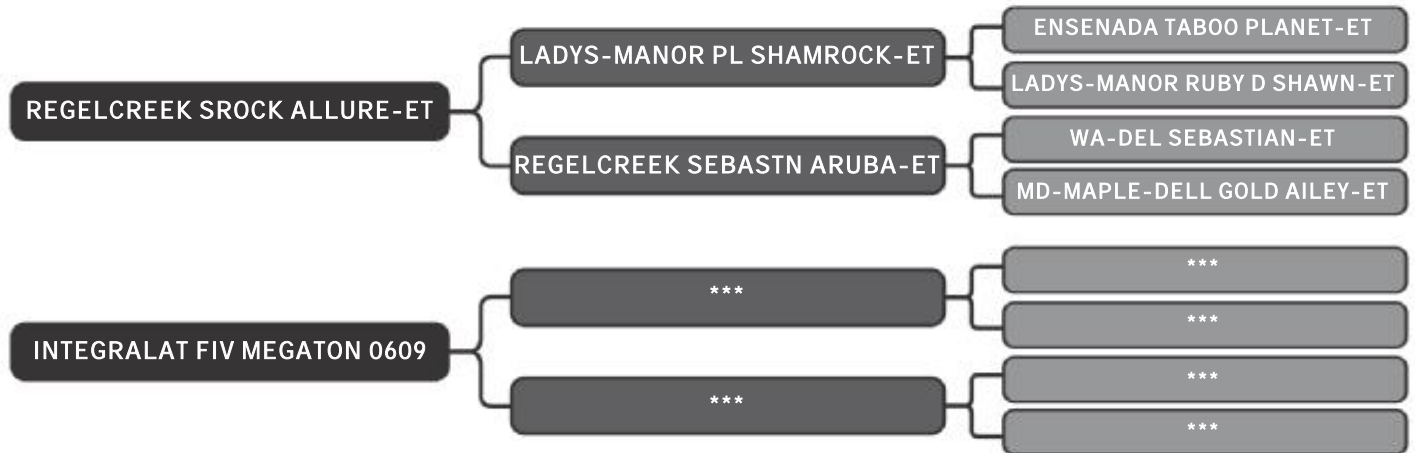 REGELCREEK SROCK ALLURE-ET
LADYS-MANOR PL SHAMROCK-ET
ENSENADA TABOO PLANET-ET
LADYS-MANOR RUBY D SHAWN-ET
REGELCREEK SEBASTN ARUBA-ET
WA-DEL SEBASTIAN-ET
MD-MAPLE-DELL GOLD AILEY-ET
INTEGRALAT FIV MEGATON 0609
***
***
***
***
***
***